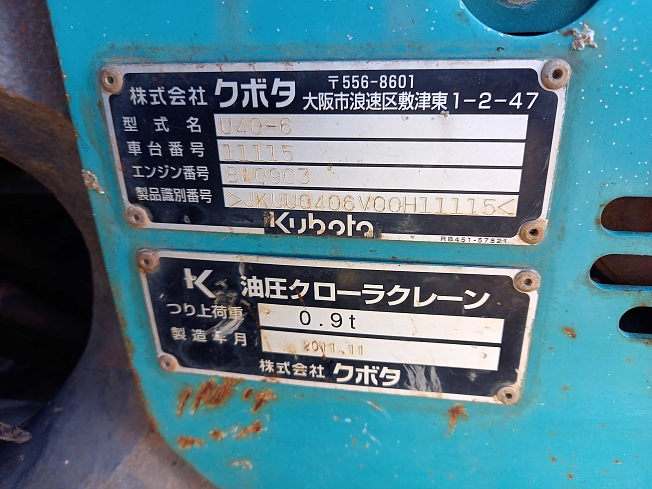 株式会社 クボタ 〒556-8601
大阪市浪速区敷津東1-2-47
型式名 U40-6
車台番号 11115
エンジン番号
製品識別番号 >JKUU0406V00H11115<
Kubota
RB451-57821
K 油圧クローラクレーン
つり上荷重 0.9t
製造年月 2011.11
株式会社 クボタ